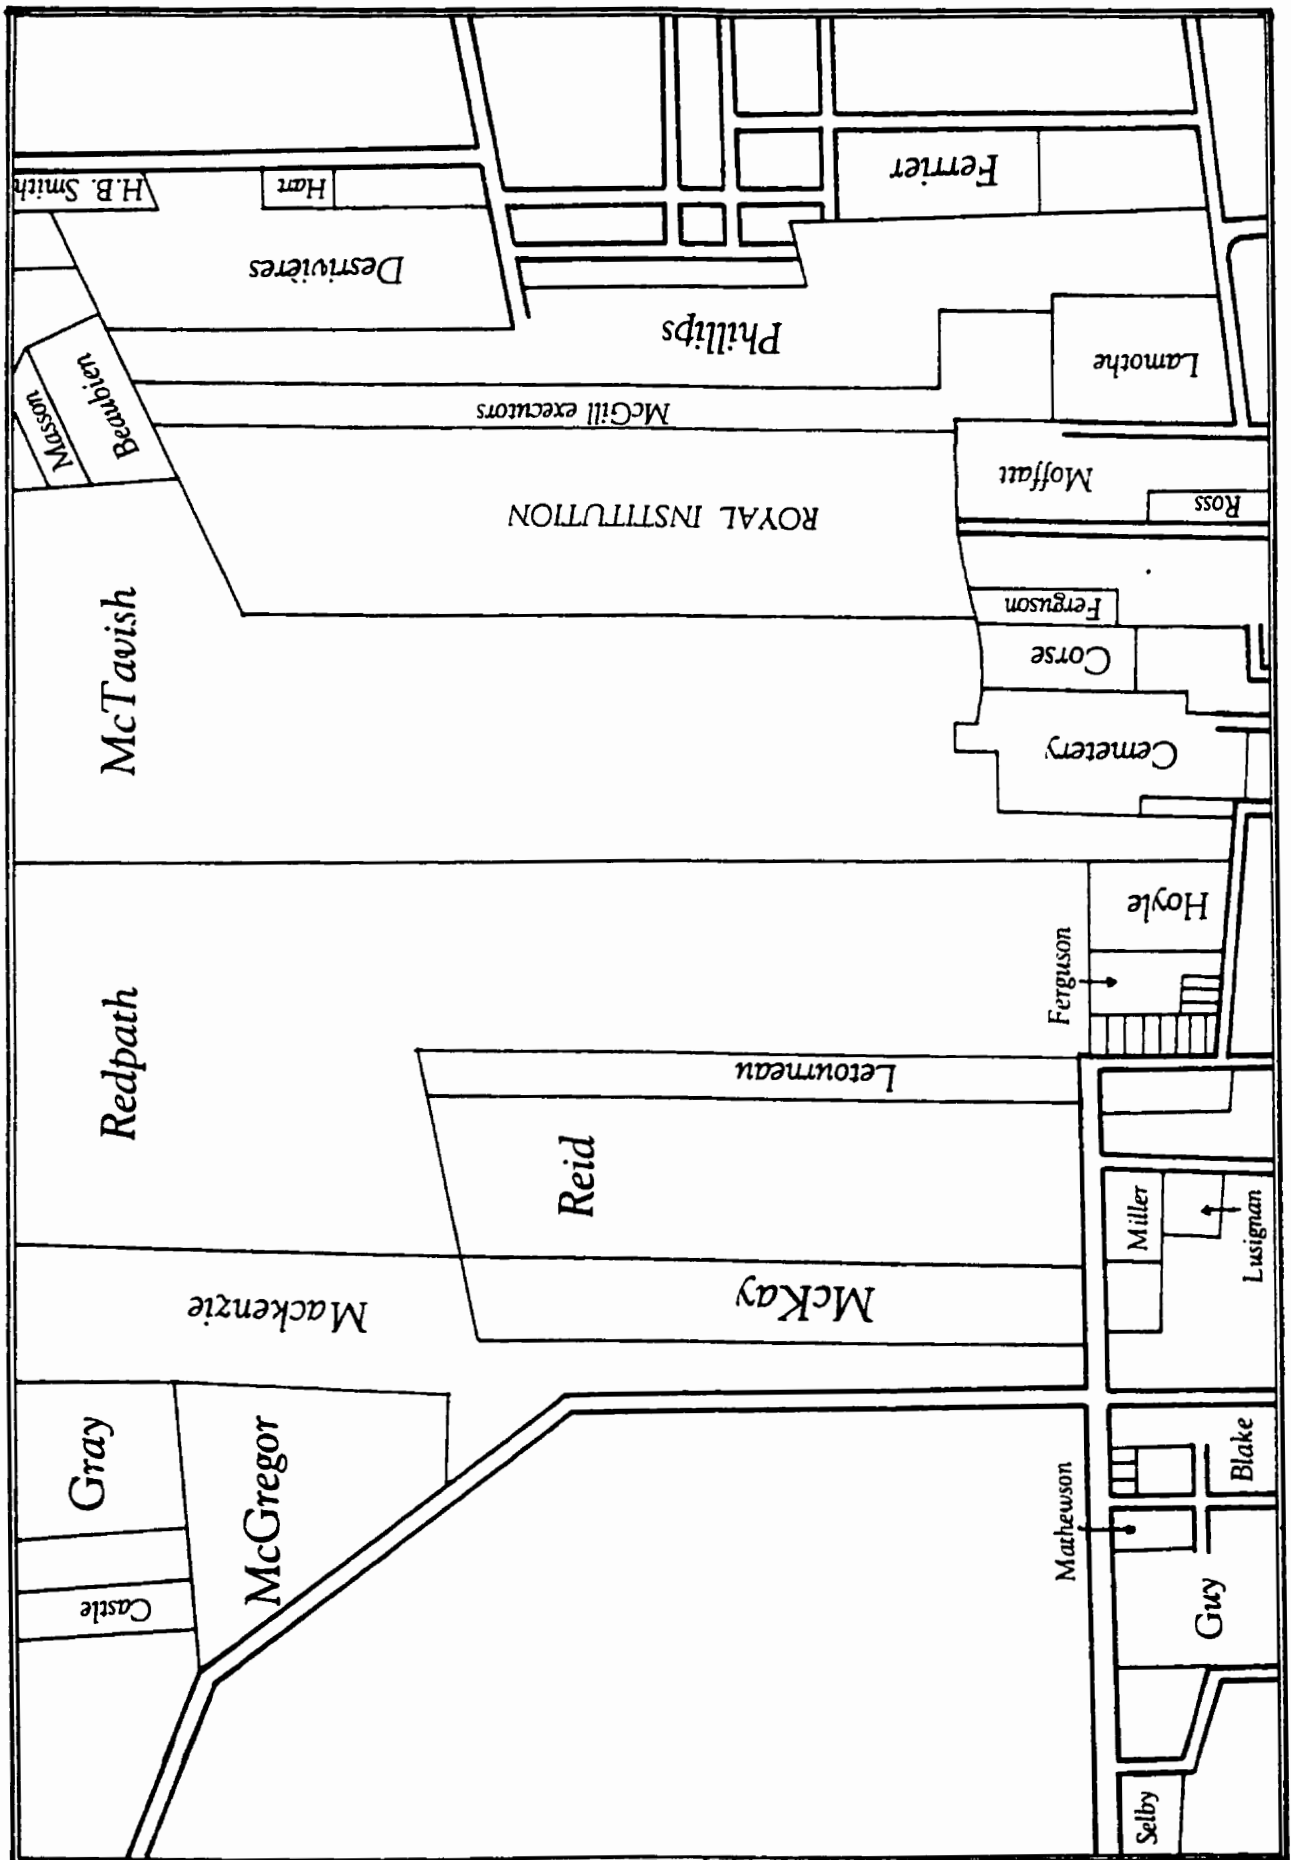 H.B. Smith
Hart
Ferrier
Desrivières
Phillips
Lamothe
Masson
Beaubien
McGill executors
Moffatt
Ross
ROYAL INSTITUTION
McTavish
Ferguson
Corse
Cemetery
Hoyle
Ferguson
Redpath
Letourneau
Reid
Miller
Lusignan
Mackenzie
McKay
Gray
McGregor
Castle
Mathewson
Blake
Guy
Selby